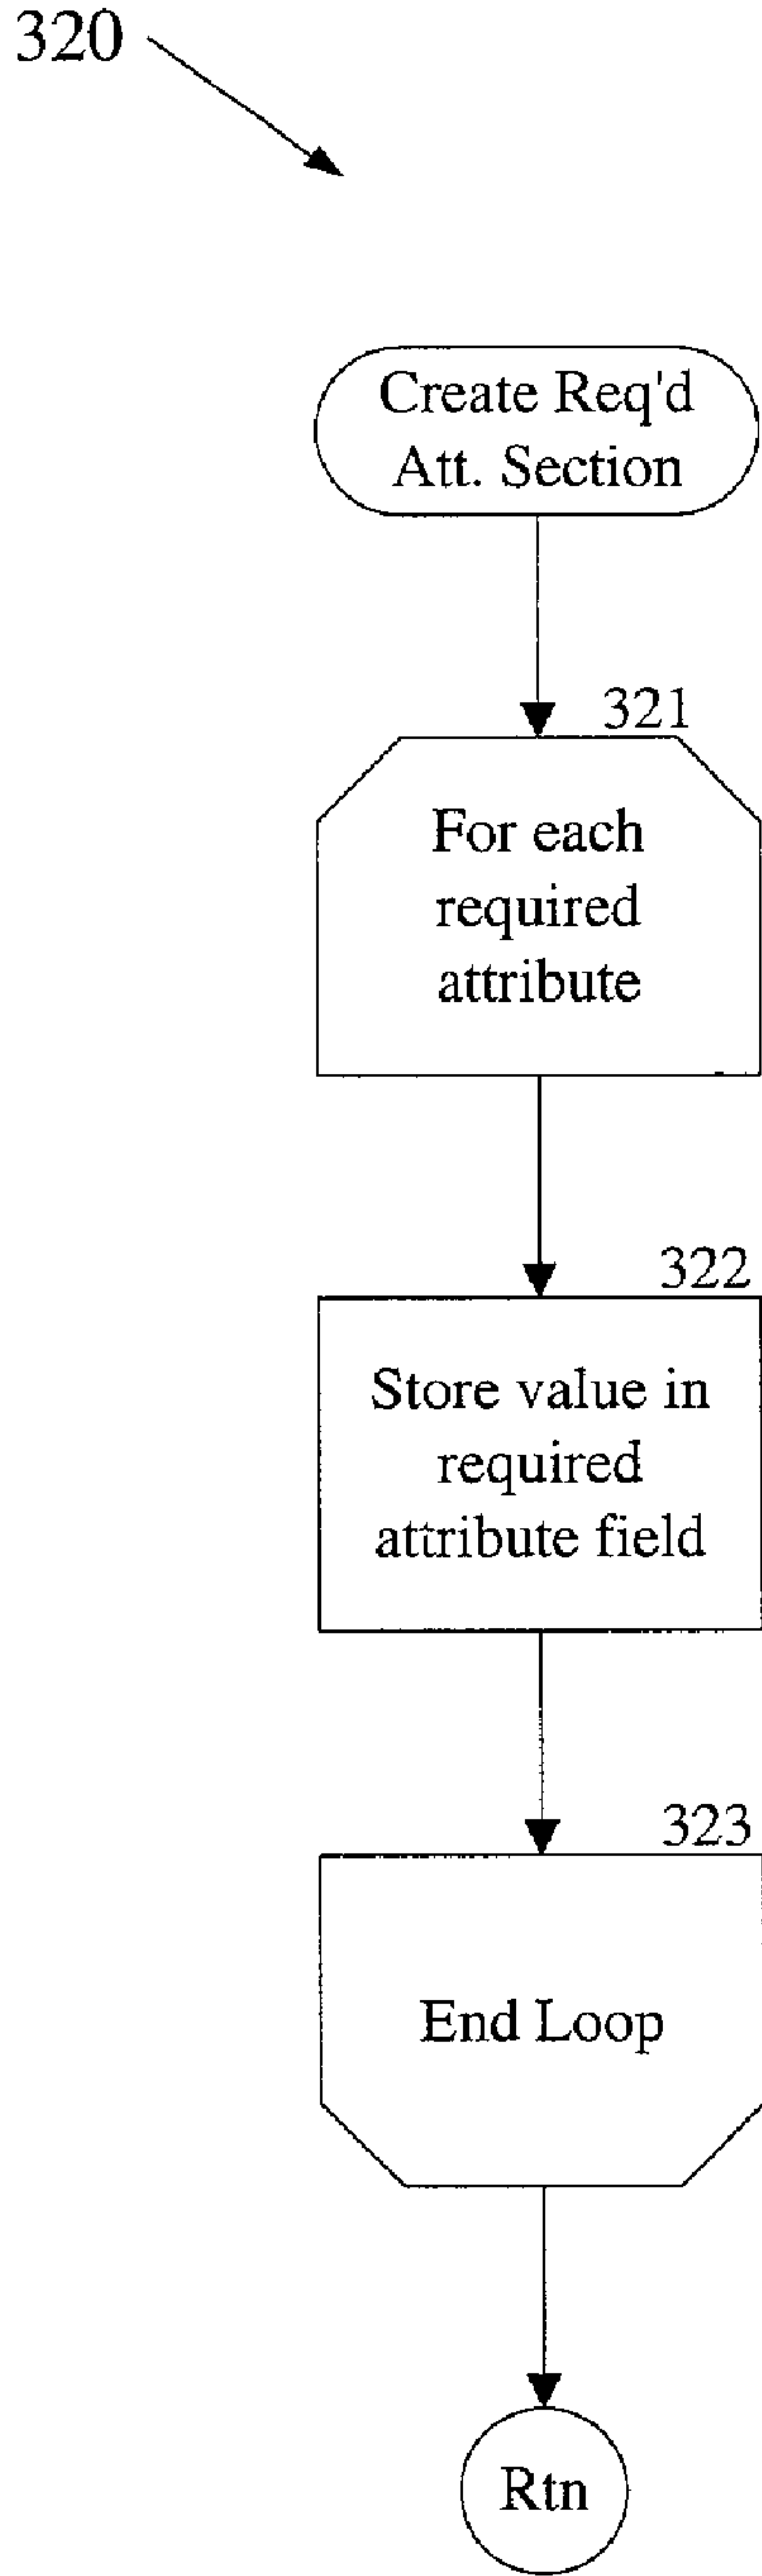 320
Create Req'd
Att. Section
321
For each
required
attribute
322
Store value in
required
attribute field
323
End Loop
Rtn